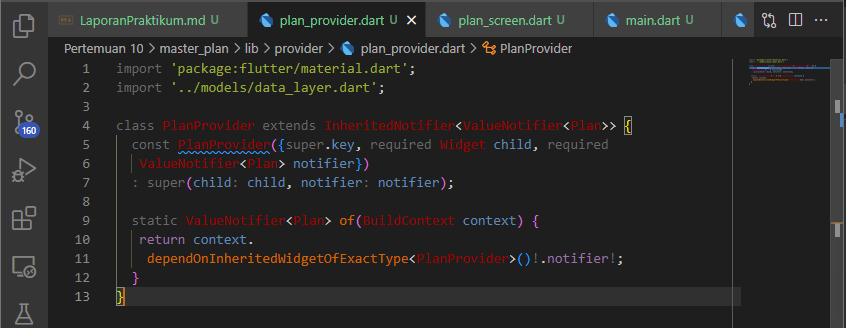 LaporanPraktikum.md U
plan_provider.dart U
plan_screen.dart U
main.dart U
Pertemuan 10 > master_plan > lib > provider > plan_provider.dart > PlanProvider
1 import 'package:flutter/material.dart';
2 import '../models/data_layer.dart';
3
4 class PlanProvider extends InheritedNotifier<ValueNotifier<Plan>> {
5 const PlanProvider({super.key, required Widget child, required
6 ValueNotifier<Plan> notifier})
7 : super(child: child, notifier: notifier);
8
9 static ValueNotifier<Plan> of(BuildContext context) {
10 return context.
11 dependOnInheritedWidgetOfExactType<PlanProvider>()!.notifier!;
12 }
13 }
160